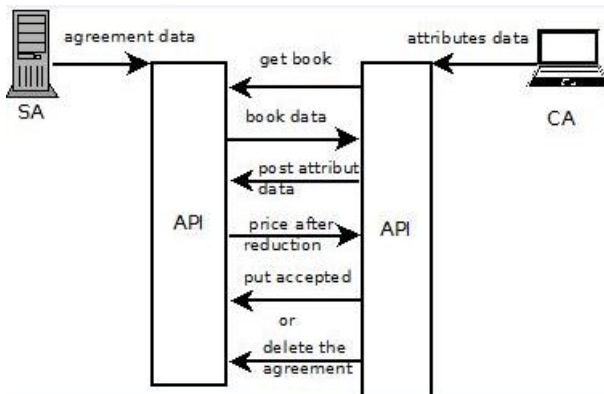 agreement data
attributes data
get book
SA
CA
book data
post attribut
data
API
API
price after
reduction
put accepted
or
delete the
agreement